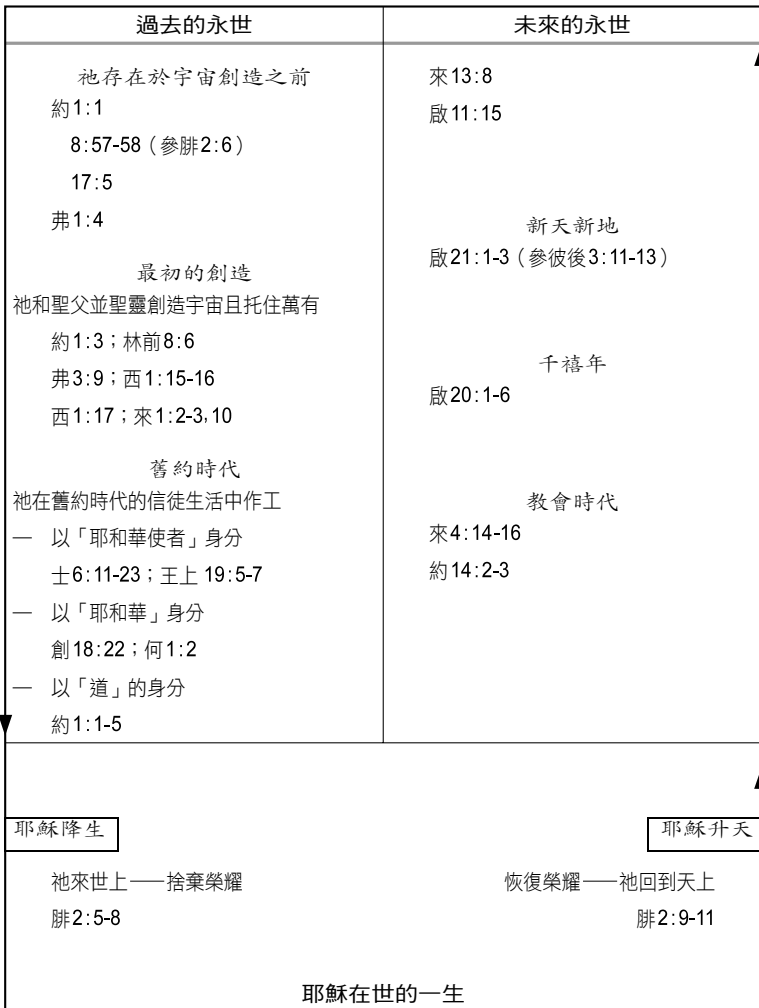 過去的永世
祂存在於宇宙創造之前
約1:1
8:57-58（參腓2:6）
17:5
弗1:4
最初的創造
祂和聖父並聖靈創造宇宙且托住萬有
約1:3；林前8:6
弗3:9；西1:15-16
西1:17；來1:2-3,10
舊約時代
祂在舊約時代的信徒生活中作工
— 以「耶和華使者」身分
士6:11-23；王上 19:5-7
— 以「耶和華」身分
創18:22；何1:2
— 以「道」的身分
約1:1-5
未來的永世
來13:8
啟11:15
新天新地
啟21:1-3（參彼後3:11-13）
千禧年
啟20:1-6
教會時代
來4:14-16
約14:2-3
耶穌降生
祂來世上——捨棄榮耀
腓2:5-8
耶穌升天
恢復榮耀——祂回到天上
腓2:9-11
耶穌在世的一生